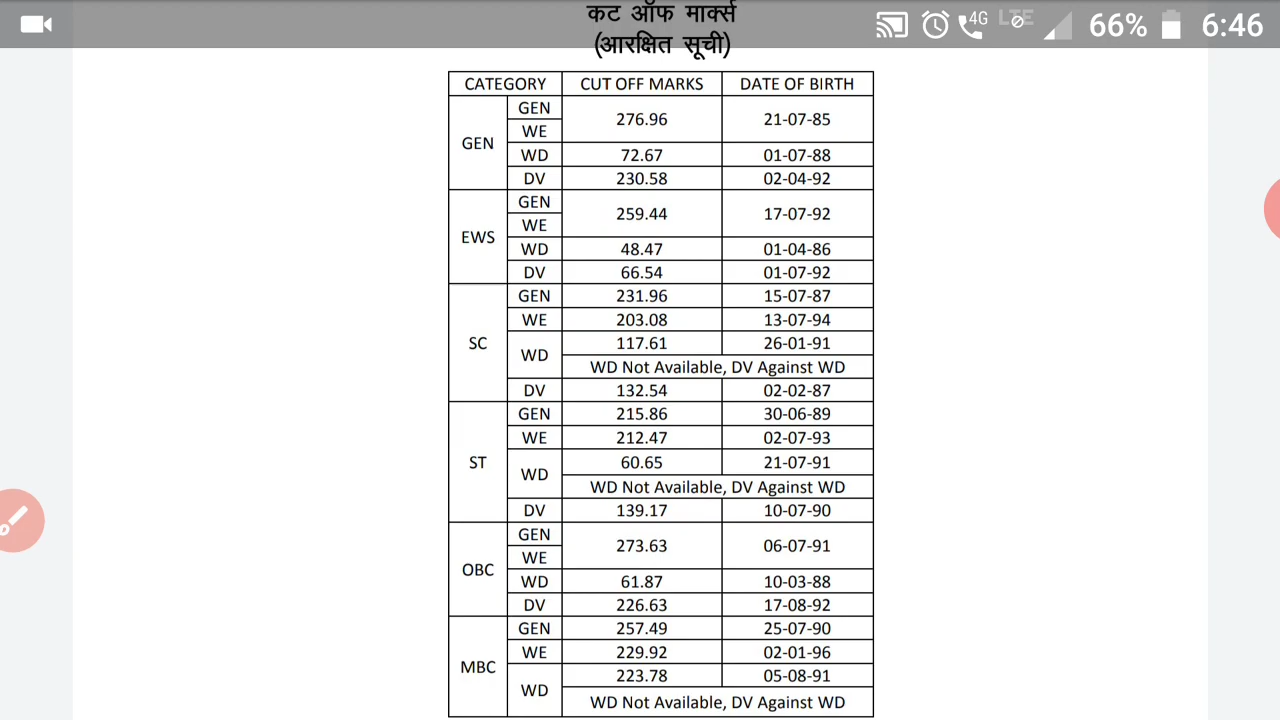 4G LTE 66% 6:46
कट ऑफ मार्क्स
(आरक्षित सूची)
CATEGORY CUT OFF MARKS DATE OF BIRTH
GEN GEN 276.96 21-07-85
WE
WD 72.67 01-07-88
DV 230.58 02-04-92
EWS GEN 259.44 17-07-92
WE
WD 48.47 01-04-86
DV 66.54 01-07-92
SC GEN 231.96 15-07-87
WE 203.08 13-07-94
WD 117.61 26-01-91
WD Not Available, DV Against WD
DV 132.54 02-02-87
ST GEN 215.86 30-06-89
WE 212.47 02-07-93
WD 60.65 21-07-91
WD Not Available, DV Against WD
DV 139.17 10-07-90
OBC GEN 273.63 06-07-91
WE
WD 61.87 10-03-88
DV 226.63 17-08-92
MBC GEN 257.49 25-07-90
WE 229.92 02-01-96
WD 223.78 05-08-91
WD Not Available, DV Against WD